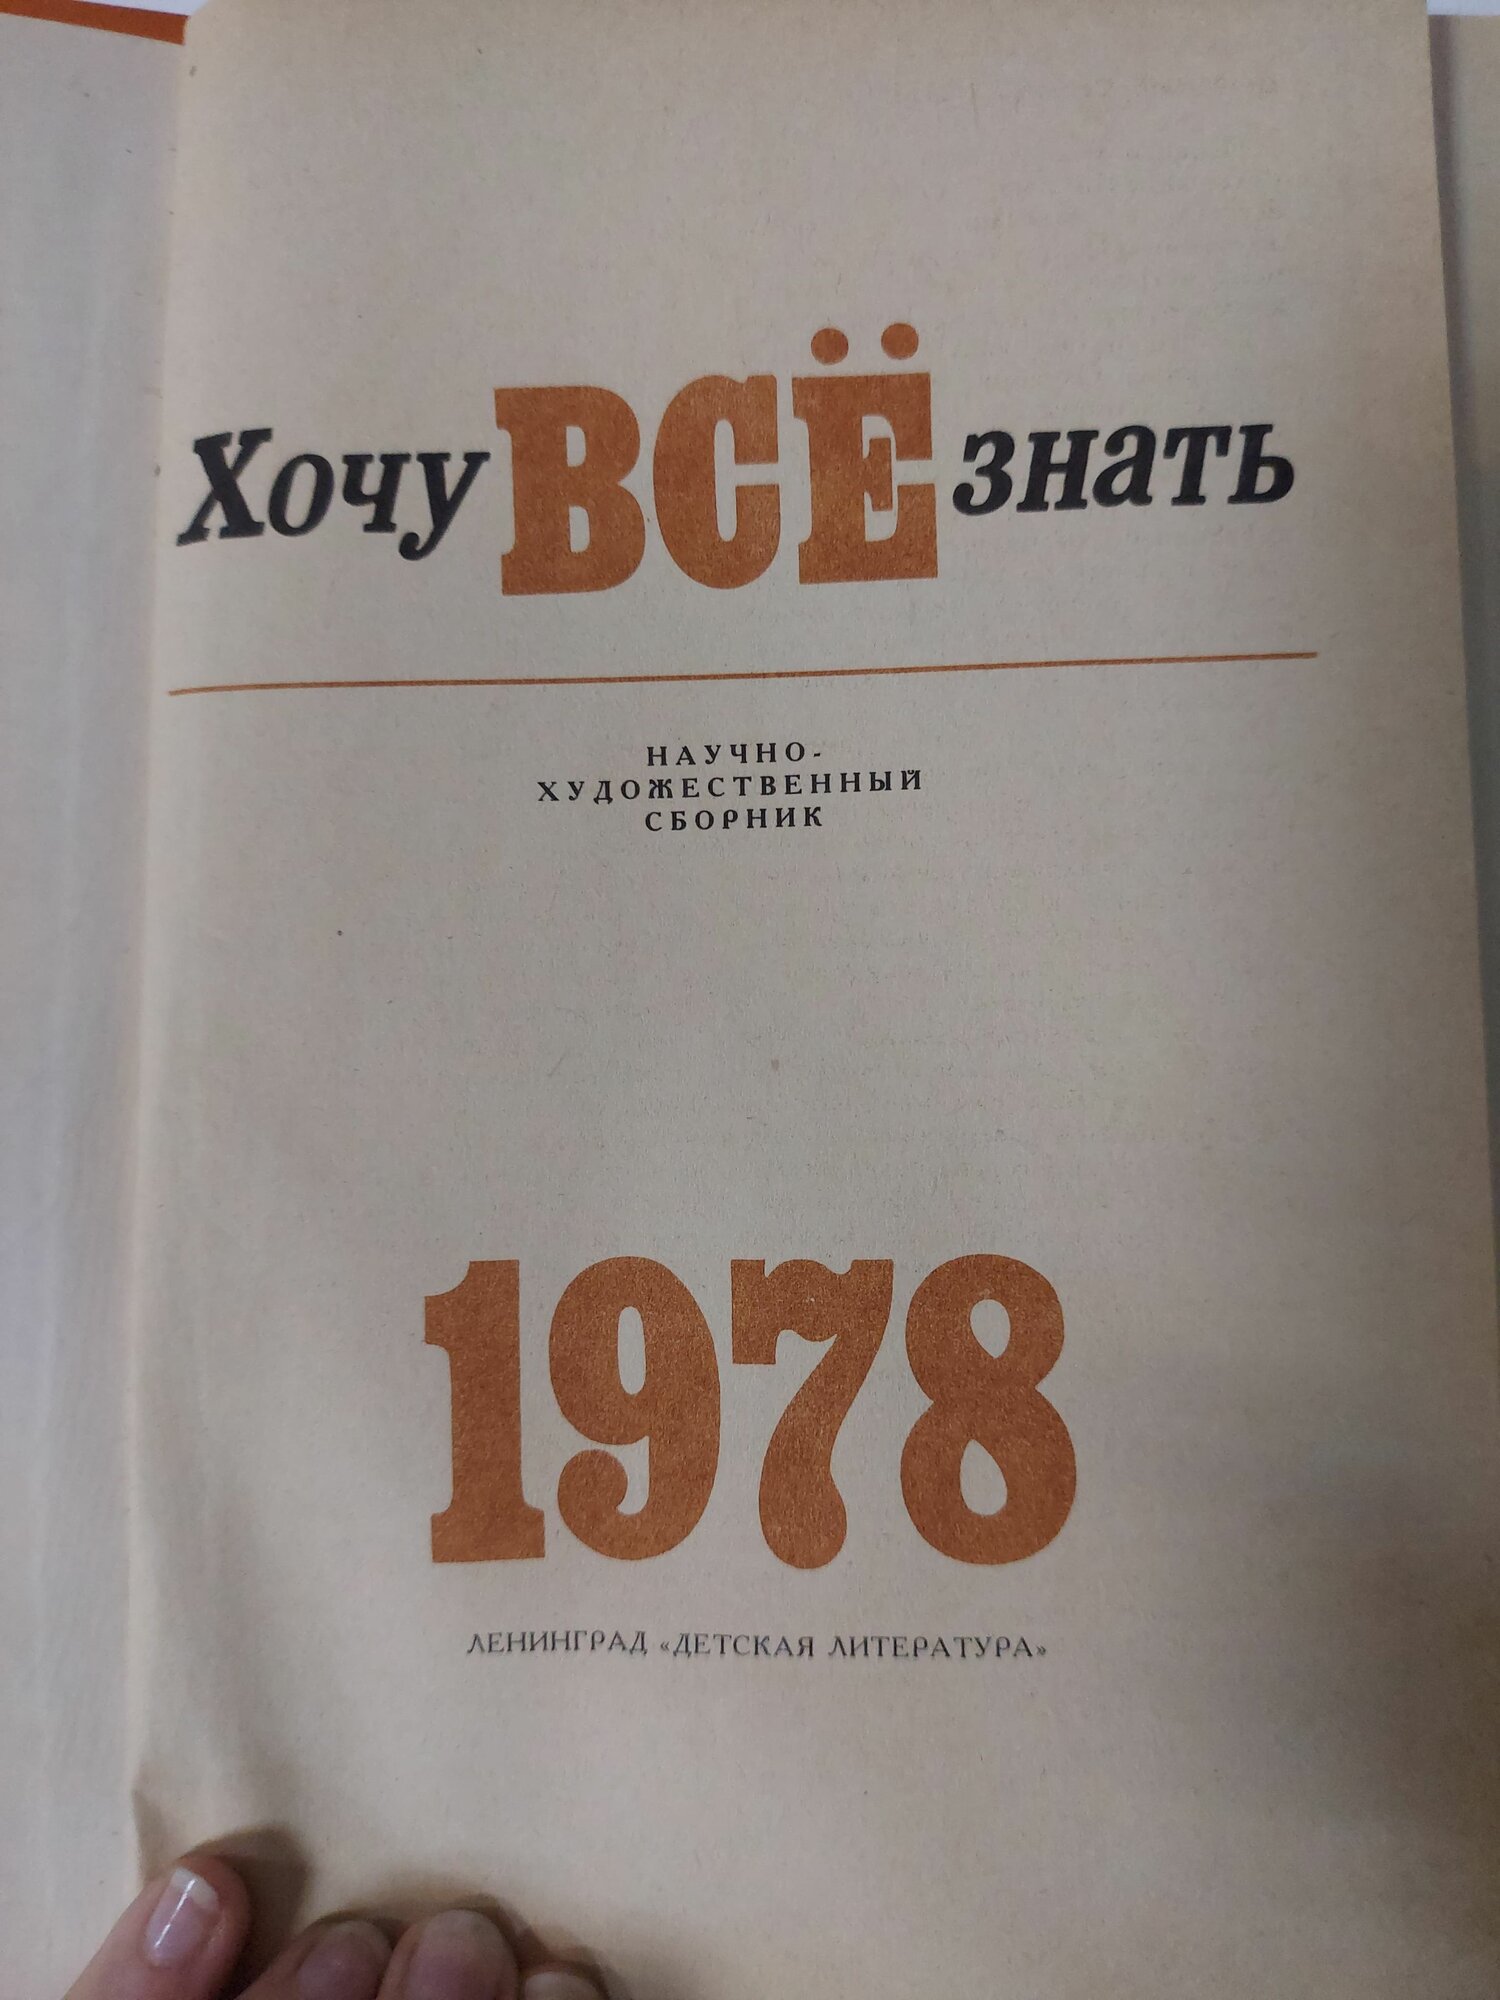 Хочу ВСЁ знать
НАУЧНО-
ХУДОЖЕСТВЕННЫЙ
СБОРНИК
1978
ЛЕНИНГРАД «ДЕТСКАЯ ЛИТЕРАТУРА»